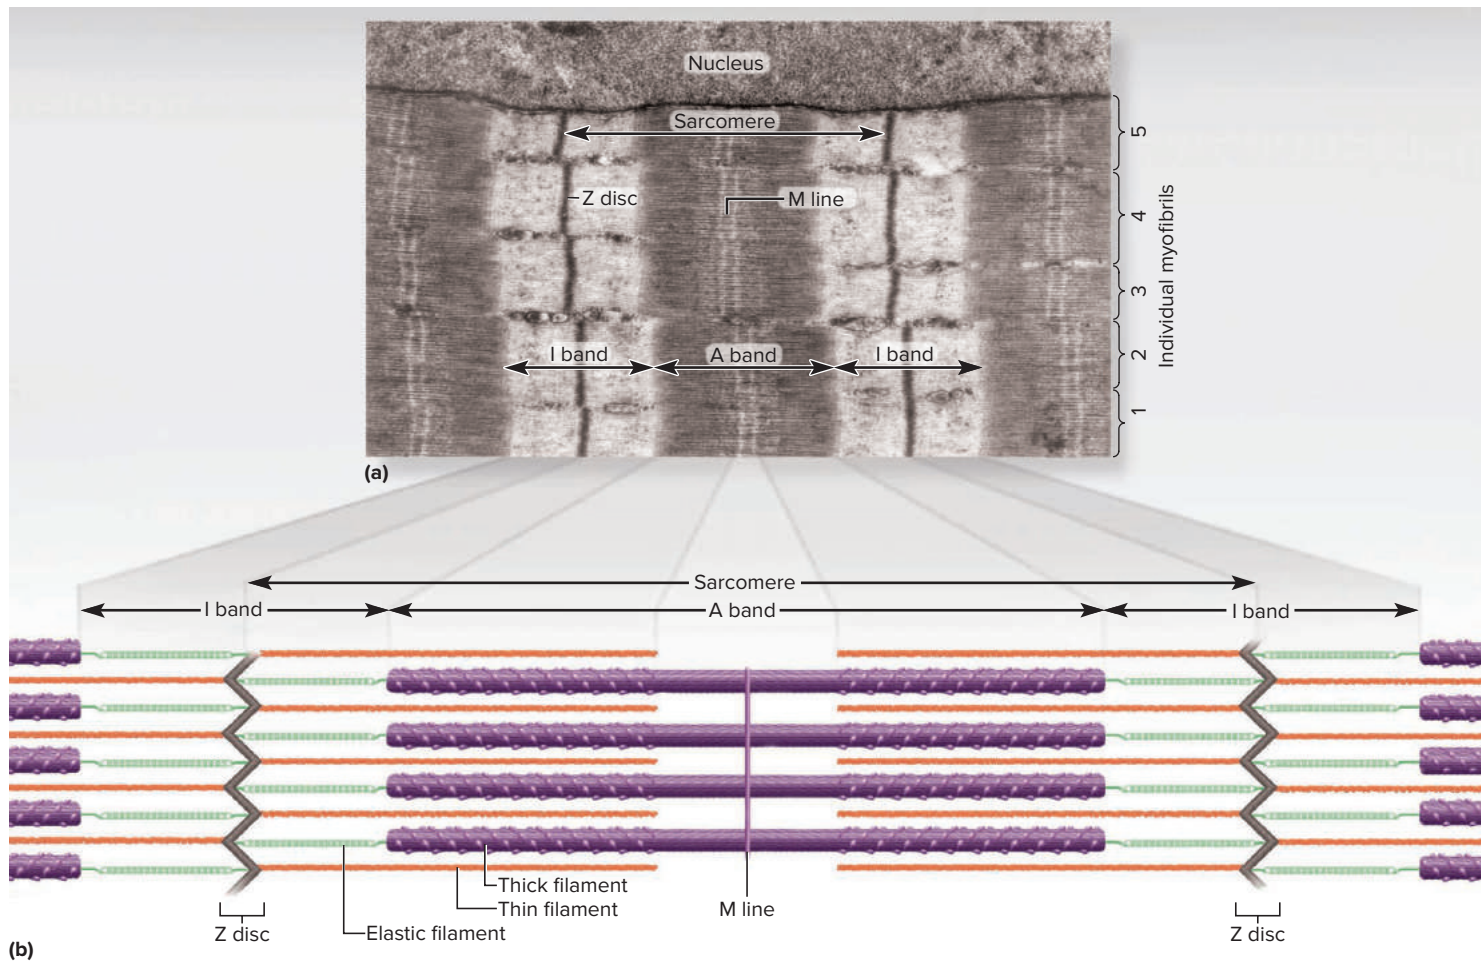 Nucleus
Sarcomere
Z disc
M line
I band
A band
I band
5
4
3
2
1
Individual myofibrils
(a)
Sarcomere
I band
A band
I band
Thick filament
Thin filament
M line
Elastic filament
Z disc
Z disc
(b)